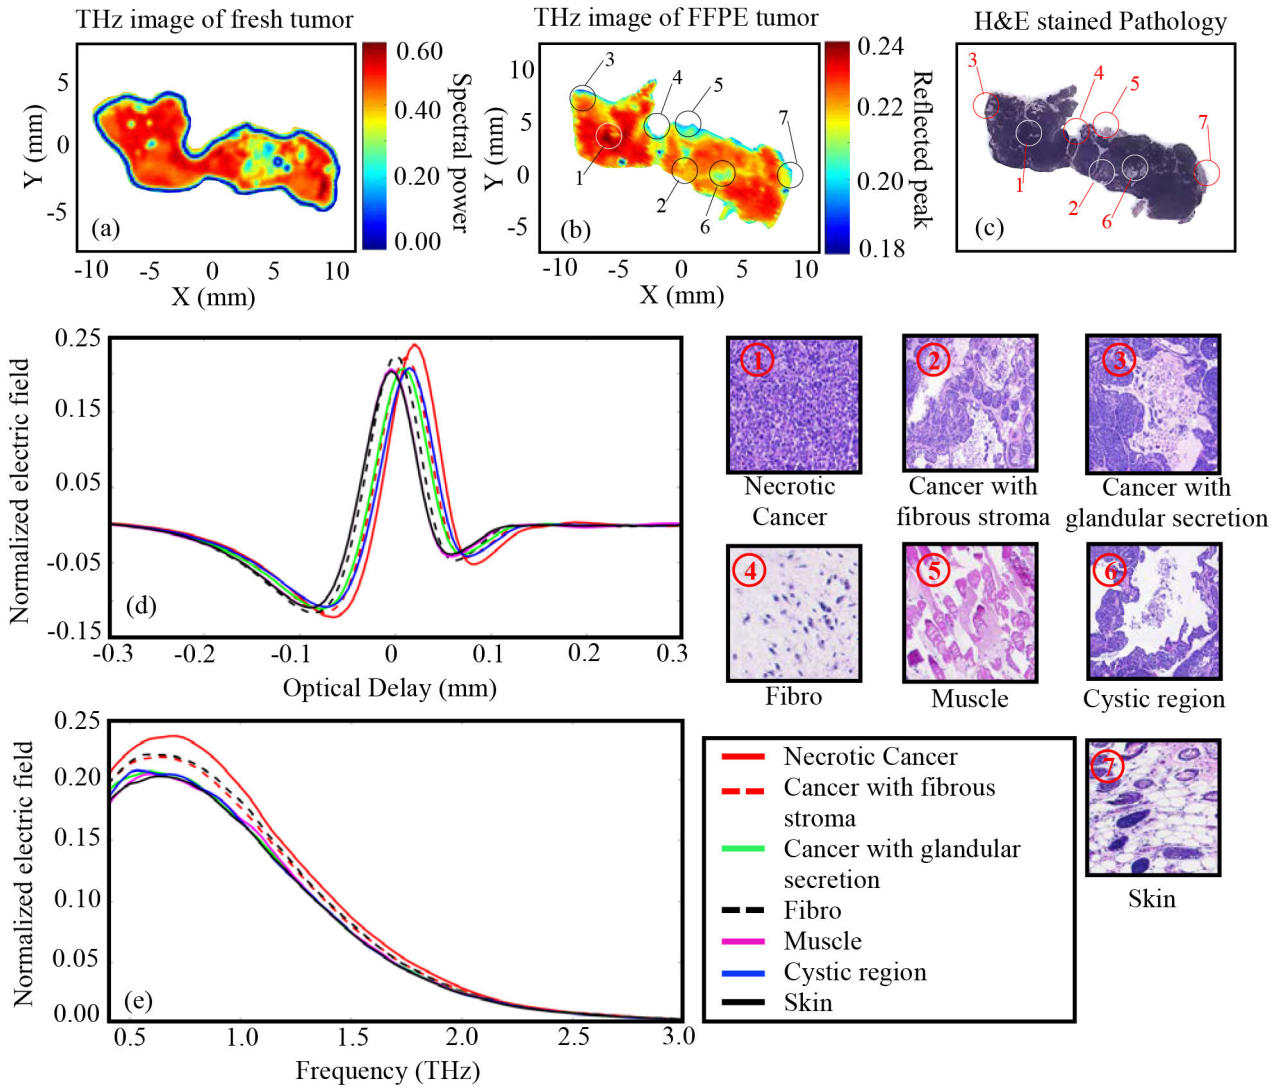 THz image of fresh tumor
THz image of FFPE tumor
H&E stained Pathology
5
0
-5
Y (mm)
(a)
-10
-5
0
5
10
X (mm)
0.60
0.40
0.20
0.00
Spectral power
10
5
0
-5
Y (mm)
3
4
5
7
1
2
6
(b)
-10
-5
0
5
10
X (mm)
0.24
0.22
0.20
0.18
Reflected peak
3
4
5
7
1
2
6
(c)
0.25
0.15
0.05
-0.05
-0.15
Normalized electric field
(d)
-0.3
-0.2
-0.1
0
0.1
0.2
0.3
Optical Delay (mm)
1
Necrotic
Cancer
2
Cancer with
fibrous stroma
3
Cancer with
glandular secretion
4
Fibro
5
Muscle
6
Cystic region
7
Skin
0.25
0.20
0.15
0.10
0.05
0.00
Normalized electric field
(e)
0.5
1.0
1.5
2.0
2.5
3.0
Frequency (THz)
Necrotic Cancer
Cancer with fibrous
stroma
Cancer with glandular
secretion
Fibro
Muscle
Cystic region
Skin